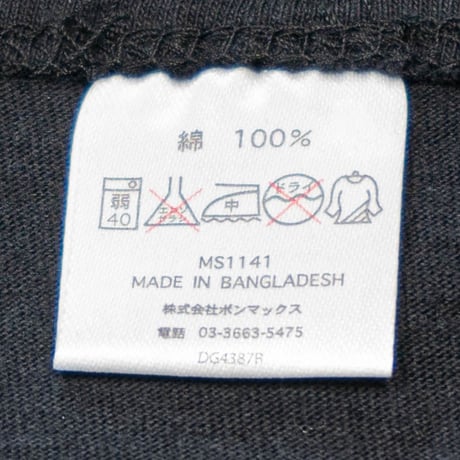 綿 100%
弱
40
エンソ
サラシ
中
ドライ
MS1141
MADE IN BANGLADESH
株式会社ボンマックス
電話 03-3663-5475
DG4387R